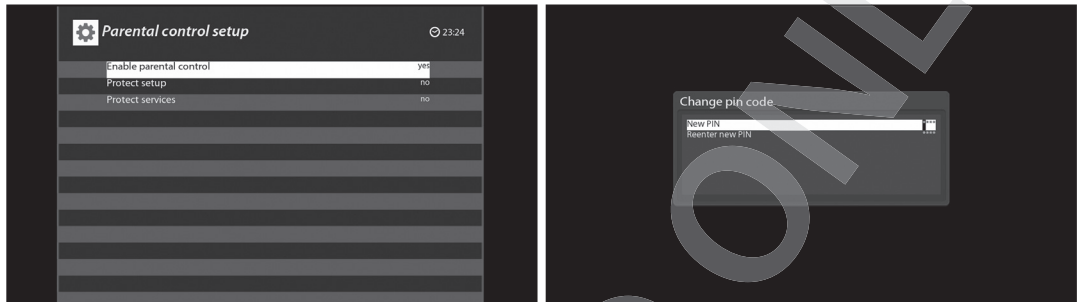 Parental control setup
23:24
Enable parental control yes
Protect setup no
Protect services no
Change pin code
New PIN ****
Reenter new PIN ****